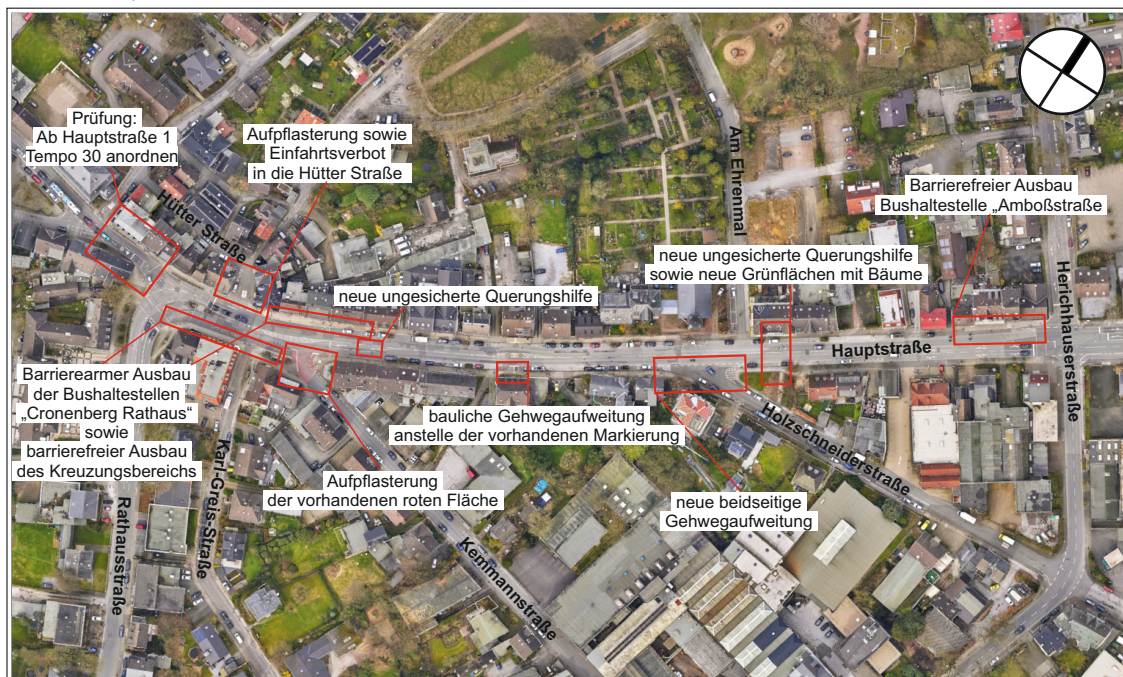 Prüfung:
Ab Hauptstraße 1
Tempo 30 anordnen
Aufpflasterung sowie
Einfahrtsverbot
in die Hütter Straße
Hütter Straße
Am Ehrenmal
Barrierefreier Ausbau
Bushaltestelle „Amboßstraße
neue ungesicherte Querungshilfe
sowie neue Grünflächen mit Bäume
neue ungesicherte Querungshilfe
Herichhauserstraße
Hauptstraße
Barrierearmer Ausbau
der Bushaltestellen
„Cronenberg Rathaus“
sowie
barrierefreier Ausbau
des Kreuzungsbereichs
bauliche Gehwegaufweitung
anstelle der vorhandenen Markierung
Holzschneiderstraße
Aufpflasterung
der vorhandenen roten Fläche
neue beidseitige
Gehwegaufweitung
Rathausstraße
Karl-Greis-Straße
Kemmannstraße